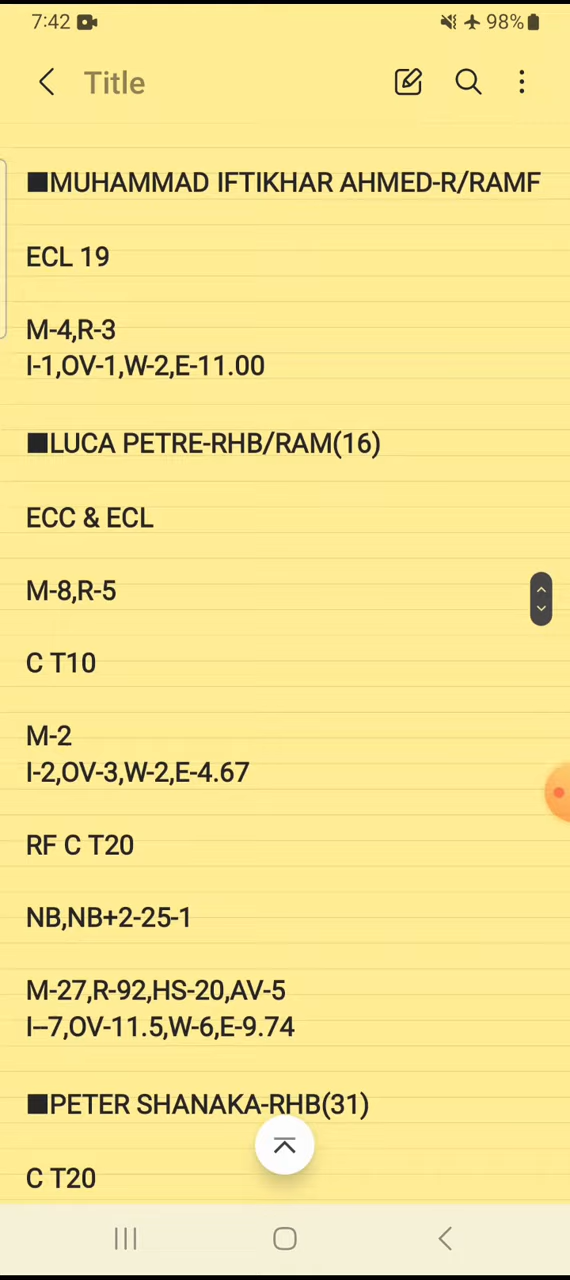 7:42
98%
Title
■MUHAMMAD IFTIKHAR AHMED-R/RAMF
ECL 19
M-4,R-3
I-1,OV-1,W-2,E-11.00
■LUCA PETRE-RHB/RAM(16)
ECC & ECL
M-8,R-5
C T10
M-2
I-2,OV-3,W-2,E-4.67
RF C T20
NB,NB+2-25-1
M-27,R-92,HS-20,AV-5
I--7,OV-11.5,W-6,E-9.74
■PETER SHANAKA-RHB(31)
C T20